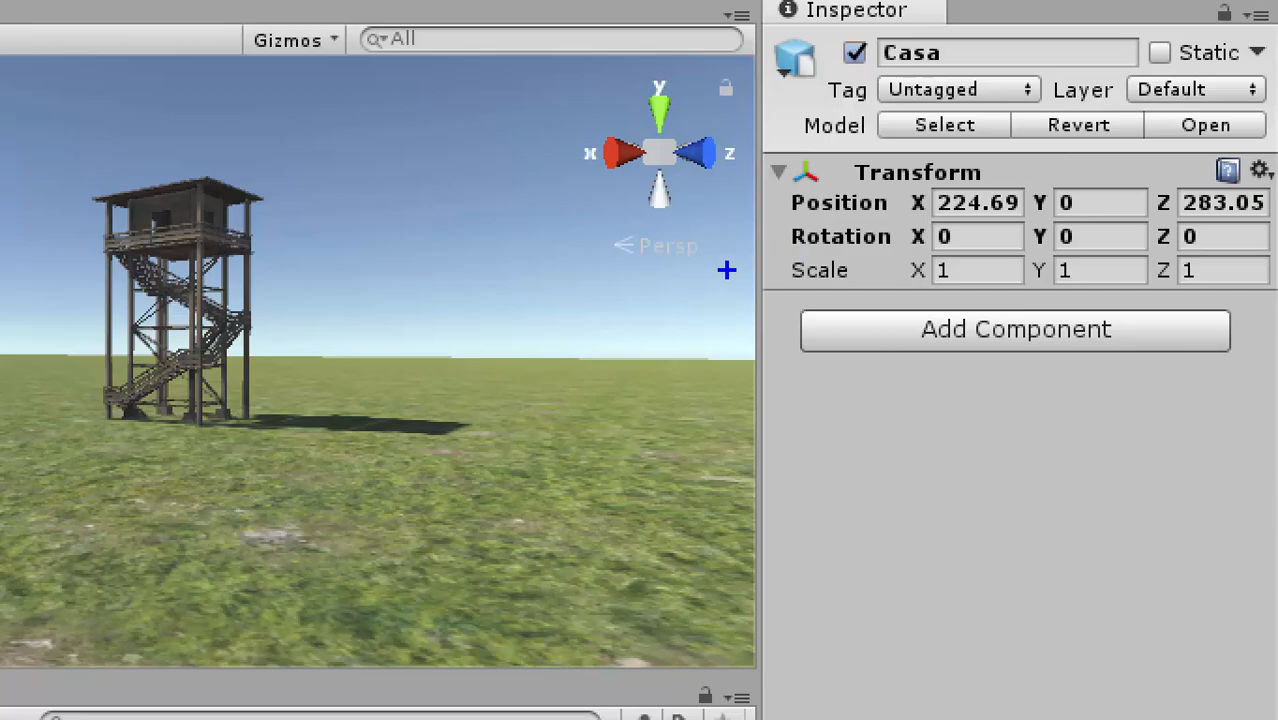 Inspector
Gizmos All
Casa Static
Tag Untagged Layer Default
Model Select Revert Open
y
x z
Persp
Transform
Position X 224.69 Y 0 Z 283.05
Rotation X 0 Y 0 Z 0
Scale X 1 Y 1 Z 1
Add Component